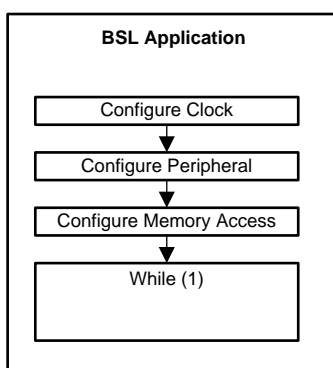 BSL Application
Configure Clock
Configure Peripheral
Configure Memory Access
While (1)